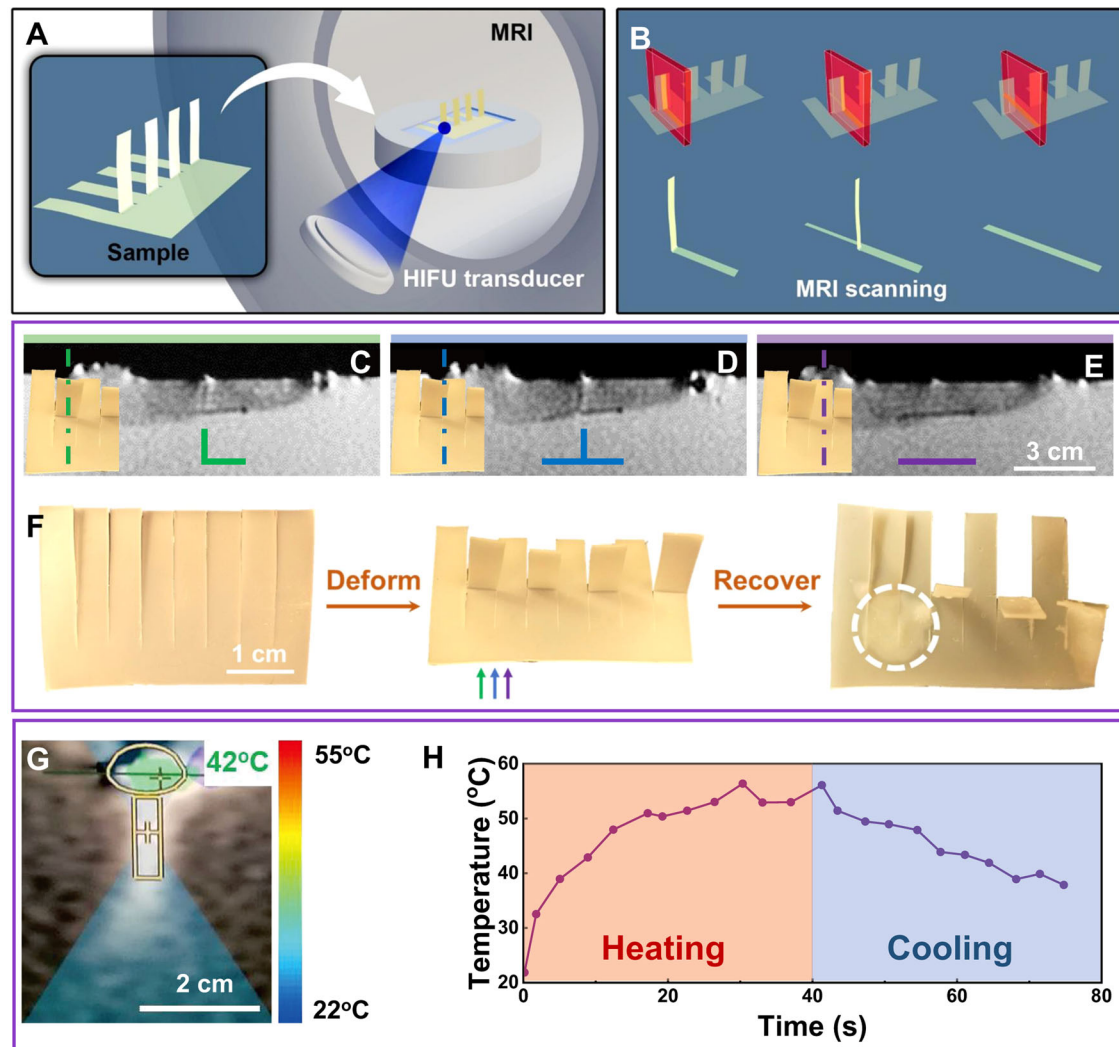 A
MRI
Sample
HIFU transducer
B
MRI scanning
C
D
E
3 cm
F
Deform
Recover
1 cm
G
42°C
55°C
22°C
2 cm
H
Temperature (°C)
60
50
40
30
20
Heating
Cooling
0
20
40
60
80
Time (s)